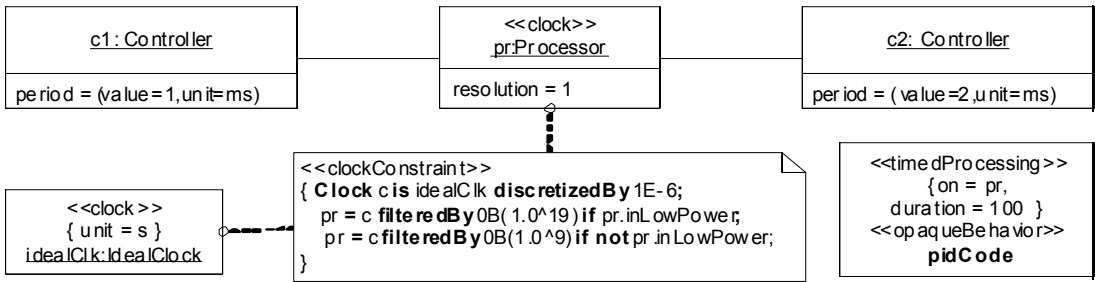 c1: Controller
period = (value=1,unit=ms)
<<clock>>
pr:Processor
resolution = 1
c2: Controller
period = ( value=2,unit=ms)
<<clock>>
{ unit = s }
idealClk:IdealClock
<<clockConstraint>>
{ Clock c is idealClk discretizedBy 1E-6;
pr = c filteredBy 0B( 1.0^19) if pr.inLowPower;
pr = c filteredBy 0B(1.0^9) if not pr.inLowPower;
}
<<timedProcessing>>
{on = pr,
duration = 100 }
<<opaqueBehavior>>
pidCode